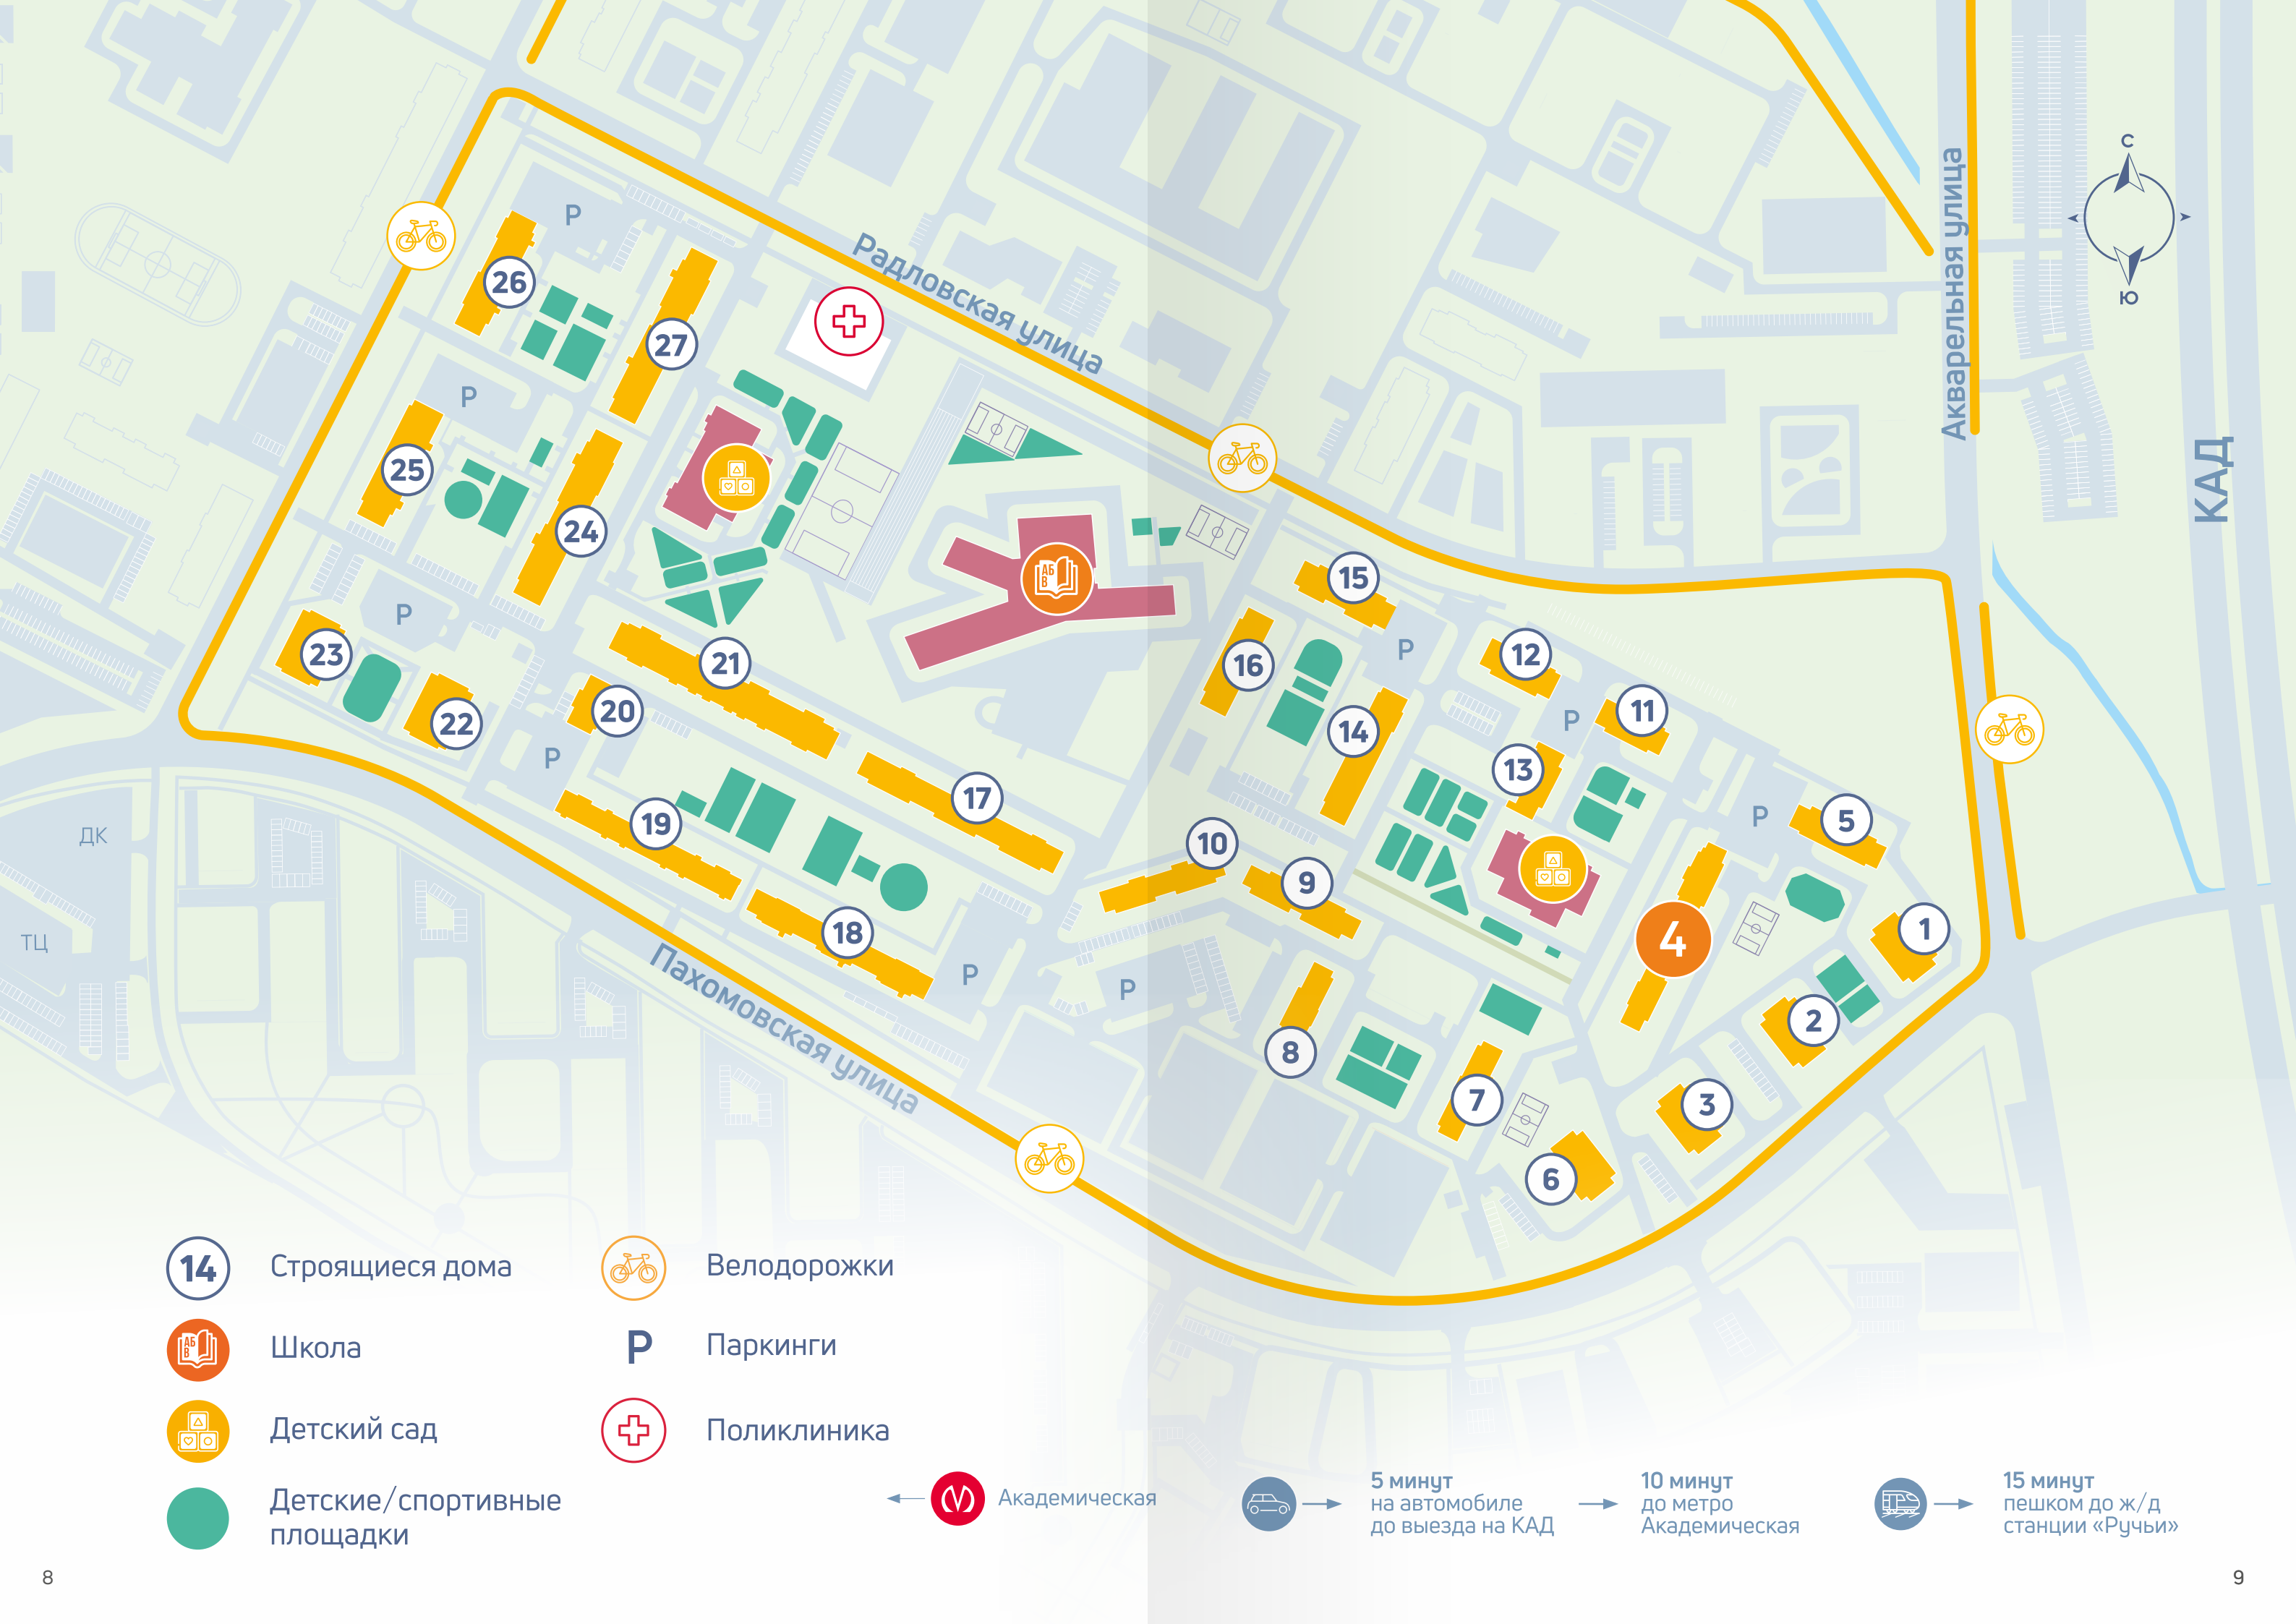 С
Ю
Радловская улица
Акварельная улица
КАД
Пахомовская улица
ДК
ТЦ
P
26
27
P
25
24
P
23
22
21
20
P
19
17
18
P
P
АБ
В
15
16
P
14
12
P
11
13
10
9
P
5
4
1
2
3
8
7
6
14 Строящиеся дома
АБ
В
Школа
Детский сад
Детские/спортивные
площадки
Велодорожки
P Паркинги
Поликлиника
Академическая
5 минут
на автомобиле
до выезда на КАД
10 минут
до метро
Академическая
15 минут
пешком до ж/д
станции «Ручьи»
8
9